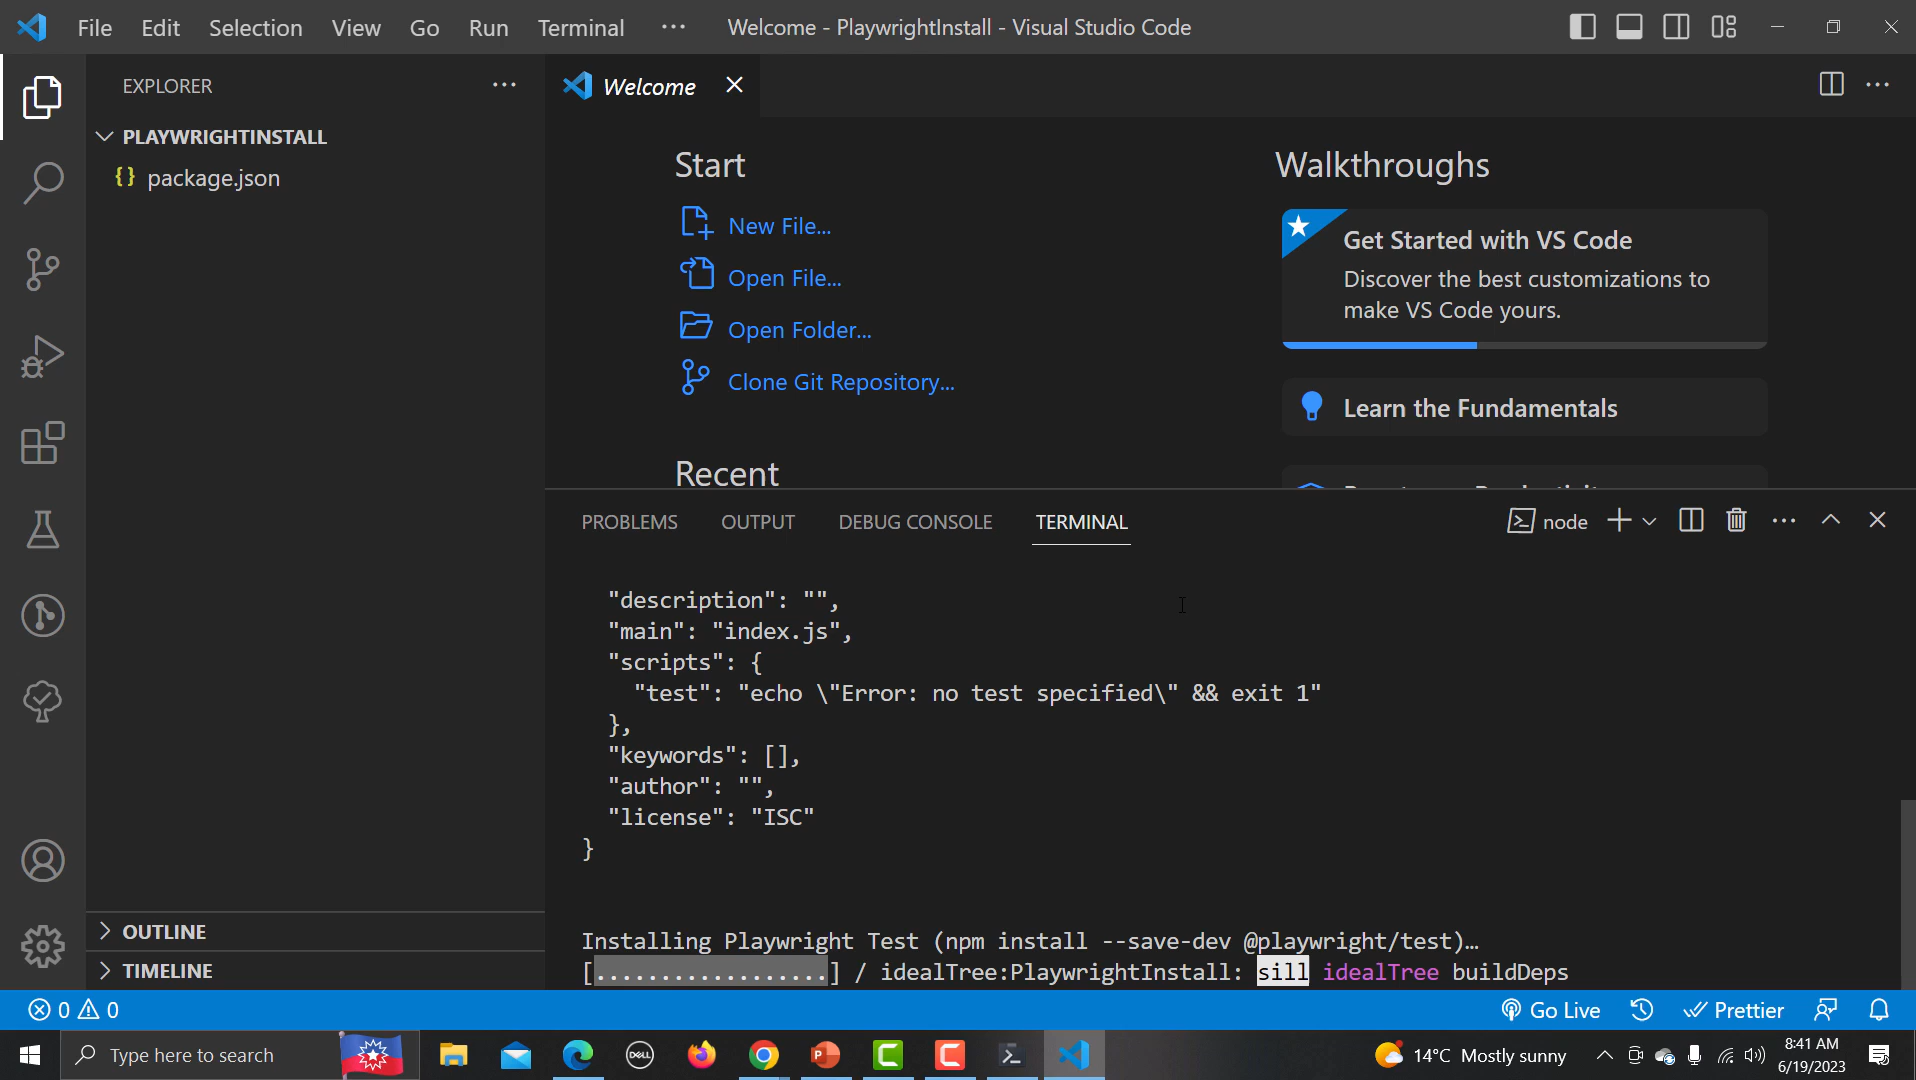 File Edit Selection View Go Run Terminal ··· Welcome - PlaywrightInstall - Visual Studio Code
EXPLORER
PLAYWRIGHTINSTALL
{} package.json
OUTLINE
TIMELINE
Welcome
Start
New File...
Open File...
Open Folder...
Clone Git Repository...
Recent
Walkthroughs
Get Started with VS Code
Discover the best customizations to
make VS Code yours.
Learn the Fundamentals
PROBLEMS OUTPUT DEBUG CONSOLE TERMINAL node
"description": "",
"main": "index.js",
"scripts": {
"test": "echo \"Error: no test specified\" && exit 1"
},
"keywords": [],
"author": "",
"license": "ISC"
}
Installing Playwright Test (npm install --save-dev @playwright/test)…
[..................] / idealTree:PlaywrightInstall: sill idealTree buildDeps
0 0 Go Live Prettier
Type here to search DELL 14°C Mostly sunny 8:41 AM
6/19/2023